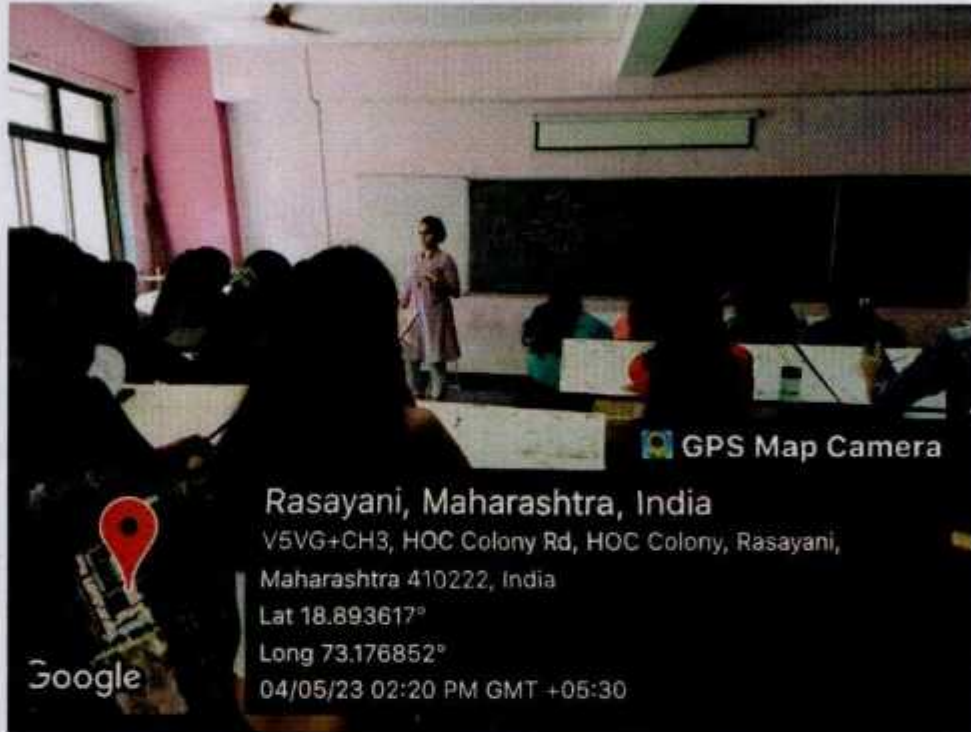 GPS Map Camera
Rasayani, Maharashtra, India
V5VG+CH3, HOC Colony Rd, HOC Colony, Rasayani,
Maharashtra 410222, India
Lat 18.893617°
Long 73.176852°
04/05/23 02:20 PM GMT +05:30
Google